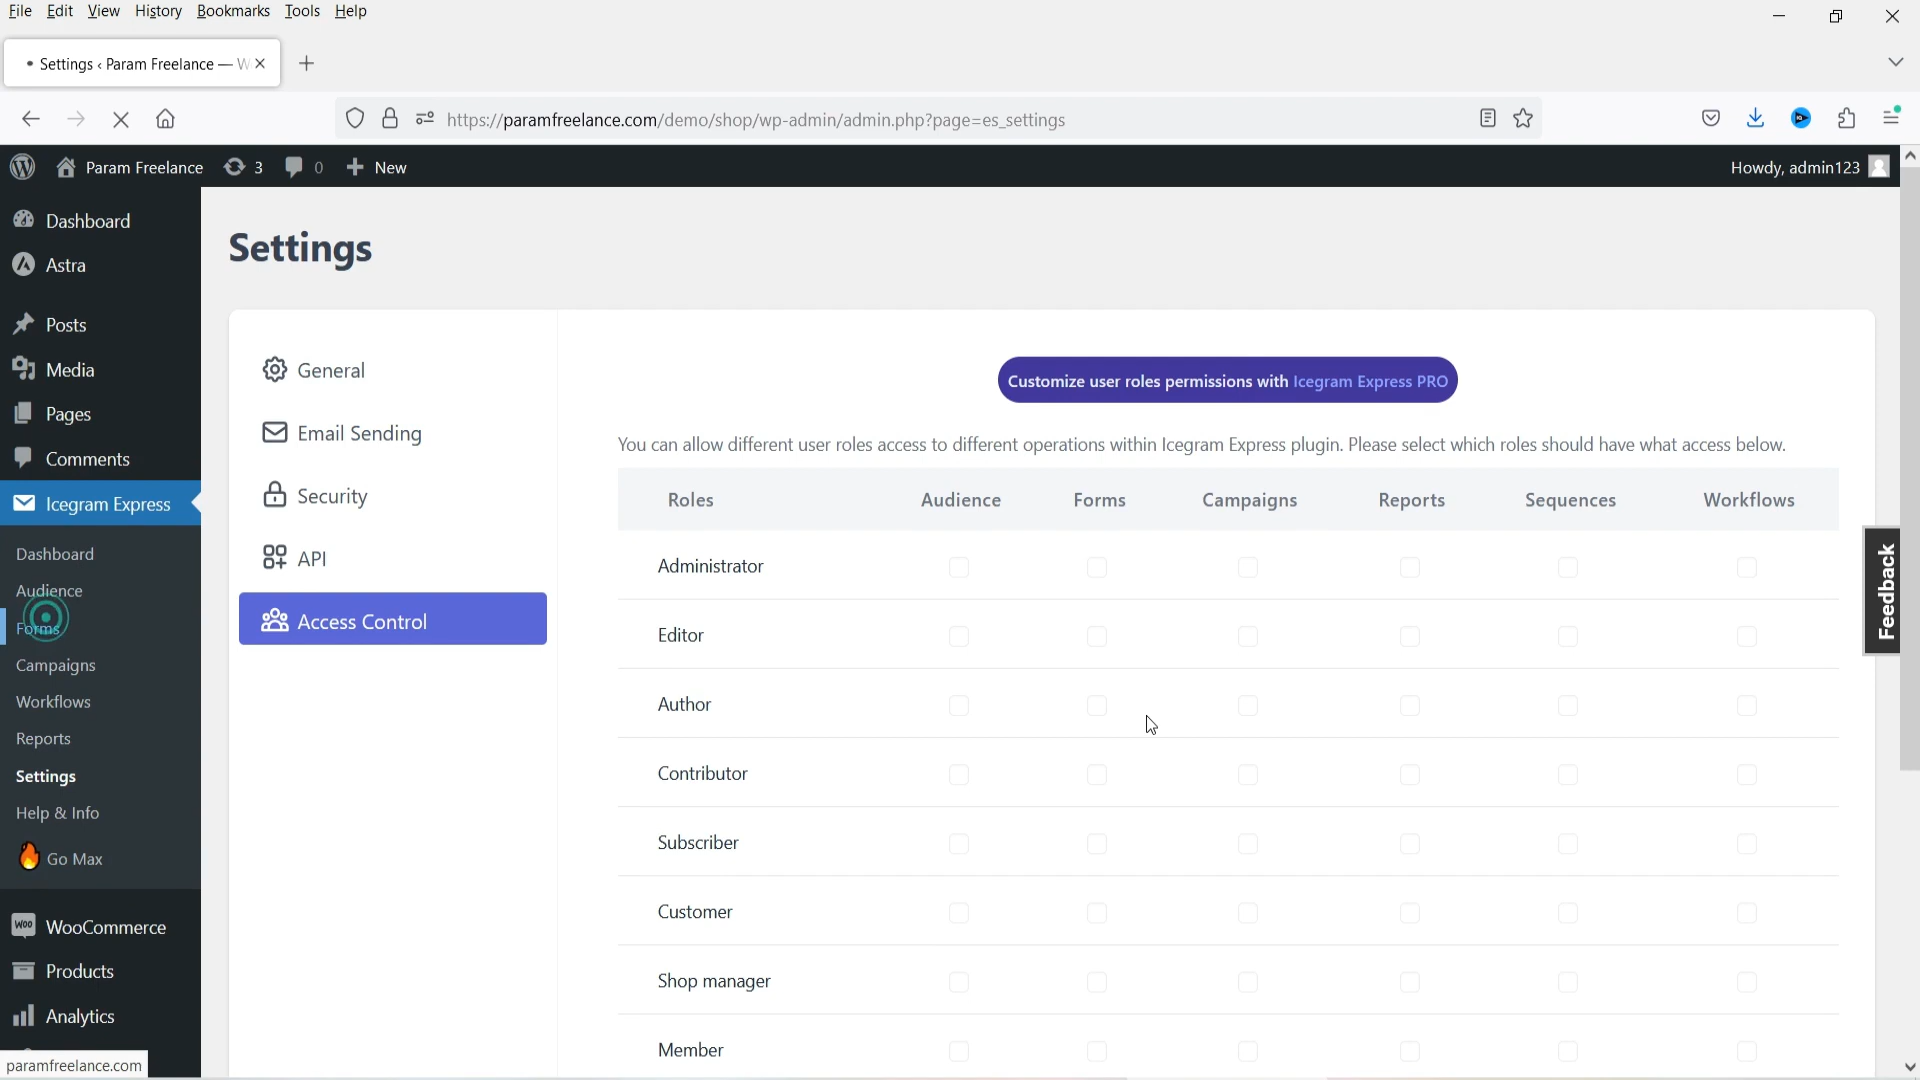 File Edit View History Bookmarks Tools Help
Settings ‹ Param Freelance — W
https://paramfreelance.com/demo/shop/wp-admin/admin.php?page=es_settings
Param Freelance 3 0 New
Howdy, admin123
Dashboard
Astra
Posts
Media
Pages
Comments
Icegram Express
Dashboard
Audience
Forms
Campaigns
Workflows
Reports
Settings
Help & Info
Go Max
WooCommerce
Products
Analytics
paramfreelance.com
Settings
General
Email Sending
Security
API
Access Control
Customize user roles permissions with Icegram Express PRO
You can allow different user roles access to different operations within Icegram Express plugin. Please select which roles should have what access below.
Roles Audience Forms Campaigns Reports Sequences Workflows
Administrator
Editor
Author
Contributor
Subscriber
Customer
Shop manager
Member
Feedback